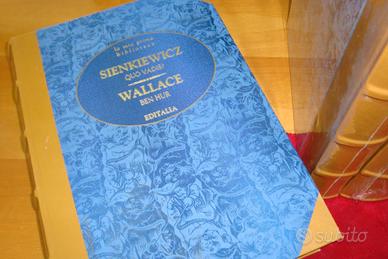 la mia prima
Biblioteca
SIENKIEWICZ
QUO VADIS?
WALLACE
BEN HUR
EDITALIA
subito